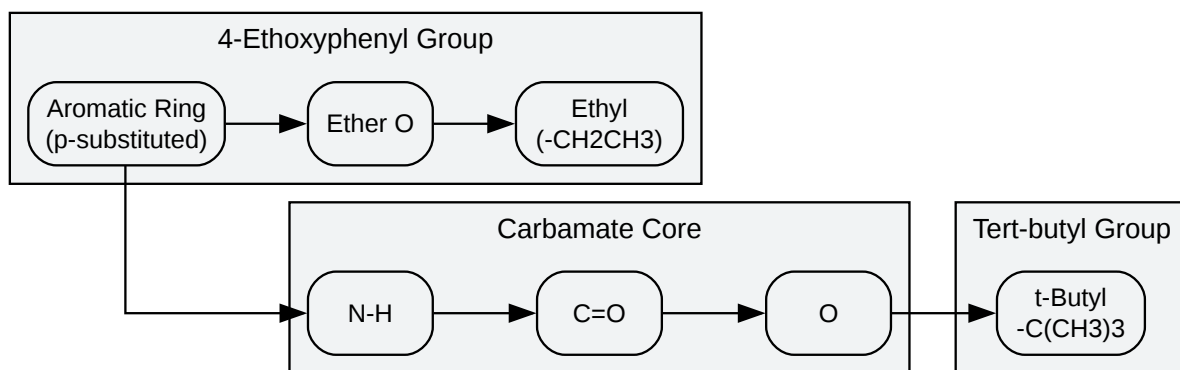 4-Ethoxyphenyl Group
Aromatic Ring
(p-substituted)
Ether O
Ethyl
(-CH2CH3)
Carbamate Core
N-H
C=O
O
Tert-butyl Group
t-Butyl
-C(CH3)3